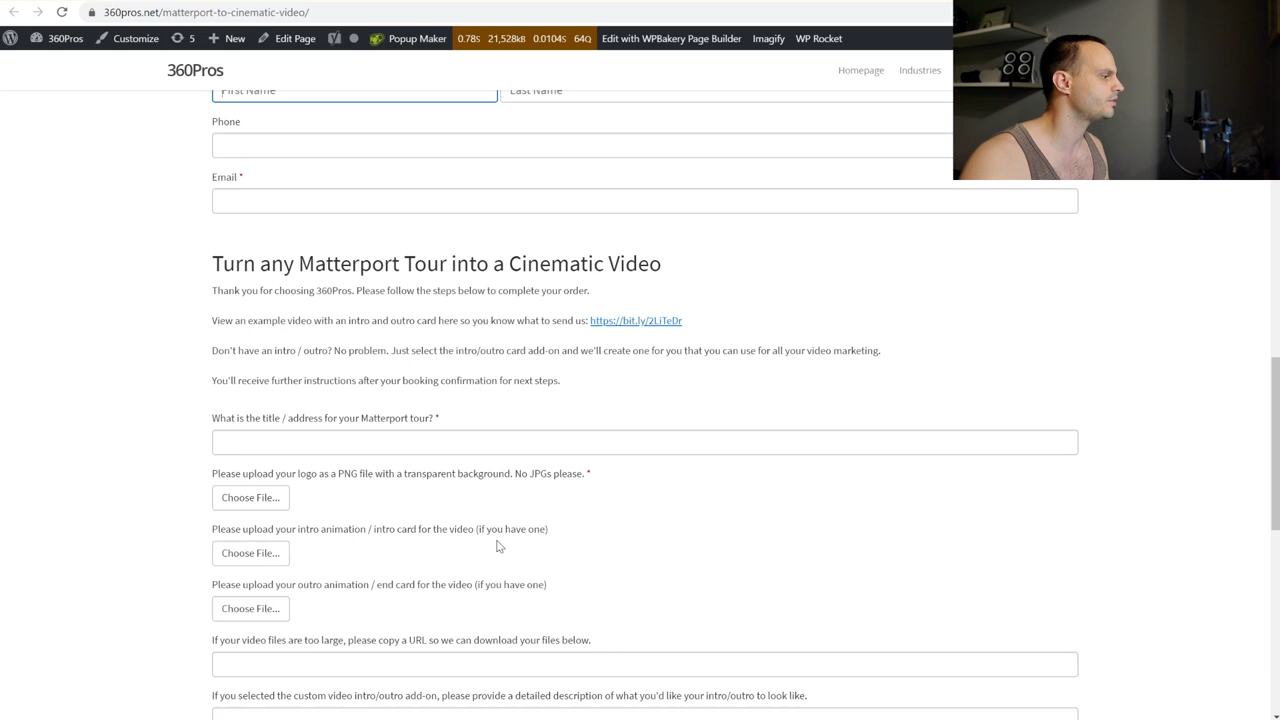 360pros.net/matterport-to-cinematic-video/
360Pros Customize 5 New Edit Page Popup Maker 0.78S 21,528KB 0.0104S 64Q Edit with WPBakery Page Builder Imagify WP Rocket
360Pros Homepage Industries
First Name Last Name
Phone
Email *
Turn any Matterport Tour into a Cinematic Video
Thank you for choosing 360Pros. Please follow the steps below to complete your order.
View an example video with an intro and outro card here so you know what to send us: https://bit.ly/2LiTeDr
Don't have an intro / outro? No problem. Just select the intro/outro card add-on and we'll create one for you that you can use for all your video marketing.
You'll receive further instructions after your booking confirmation for next steps.
What is the title / address for your Matterport tour? *
Please upload your logo as a PNG file with a transparent background. No JPGs please. *
Choose File...
Please upload your intro animation / intro card for the video (if you have one)
Choose File...
Please upload your outro animation / end card for the video (if you have one)
Choose File...
If your video files are too large, please copy a URL so we can download your files below.
If you selected the custom video intro/outro add-on, please provide a detailed description of what you'd like your intro/outro to look like.